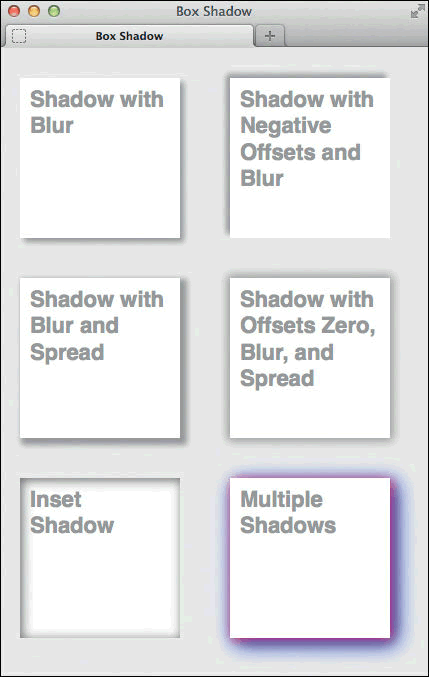 Box Shadow
Box Shadow
Shadow with
Blur
Shadow with
Negative
Offsets and
Blur
Shadow with
Blur and
Spread
Shadow with
Offsets Zero,
Blur, and
Spread
Inset
Shadow
Multiple
Shadows